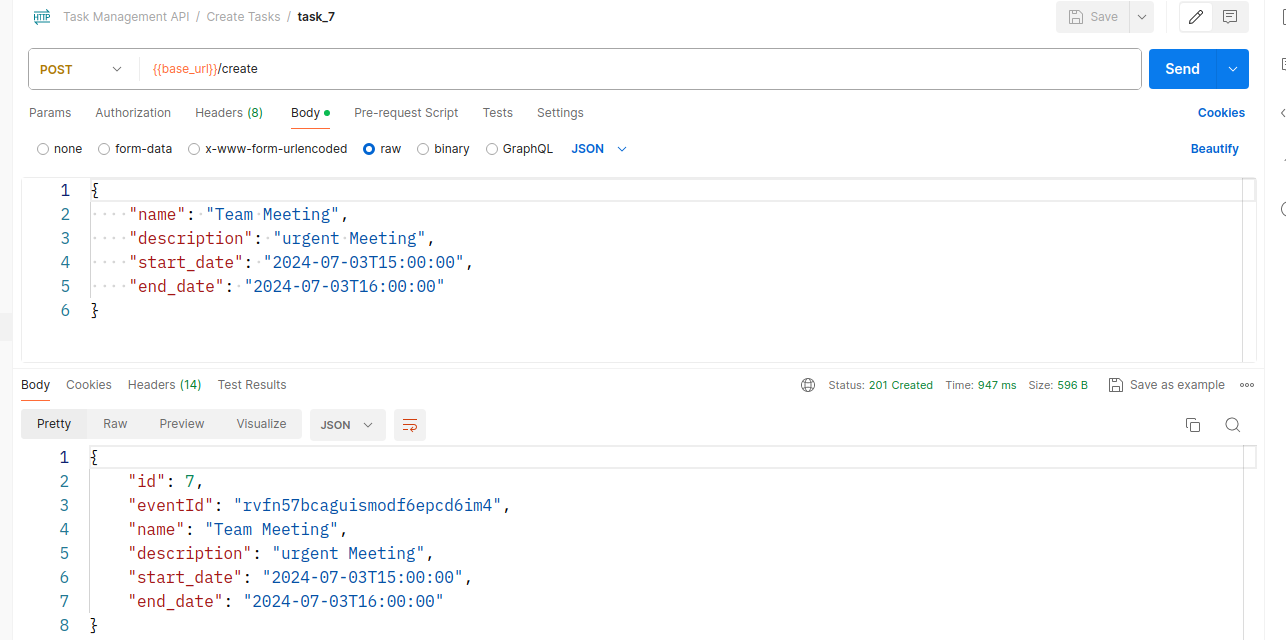 HTTP Task Management API / Create Tasks / task_7 Save
POST {{base_url}}/create Send
Params Authorization Headers (8) Body Pre-request Script Tests Settings Cookies
none form-data x-www-form-urlencoded raw binary GraphQL JSON Beautify
1 {
2 "name": "Team Meeting",
3 "description": "urgent Meeting",
4 "start_date": "2024-07-03T15:00:00",
5 "end_date": "2024-07-03T16:00:00"
6 }
Body Cookies Headers (14) Test Results Status: 201 Created Time: 947 ms Size: 596 B Save as example
Pretty Raw Preview Visualize JSON
1 {
2 "id": 7,
3 "eventId": "rvfn57bcaguismodf6epcd6im4",
4 "name": "Team Meeting",
5 "description": "urgent Meeting",
6 "start_date": "2024-07-03T15:00:00",
7 "end_date": "2024-07-03T16:00:00"
8 }